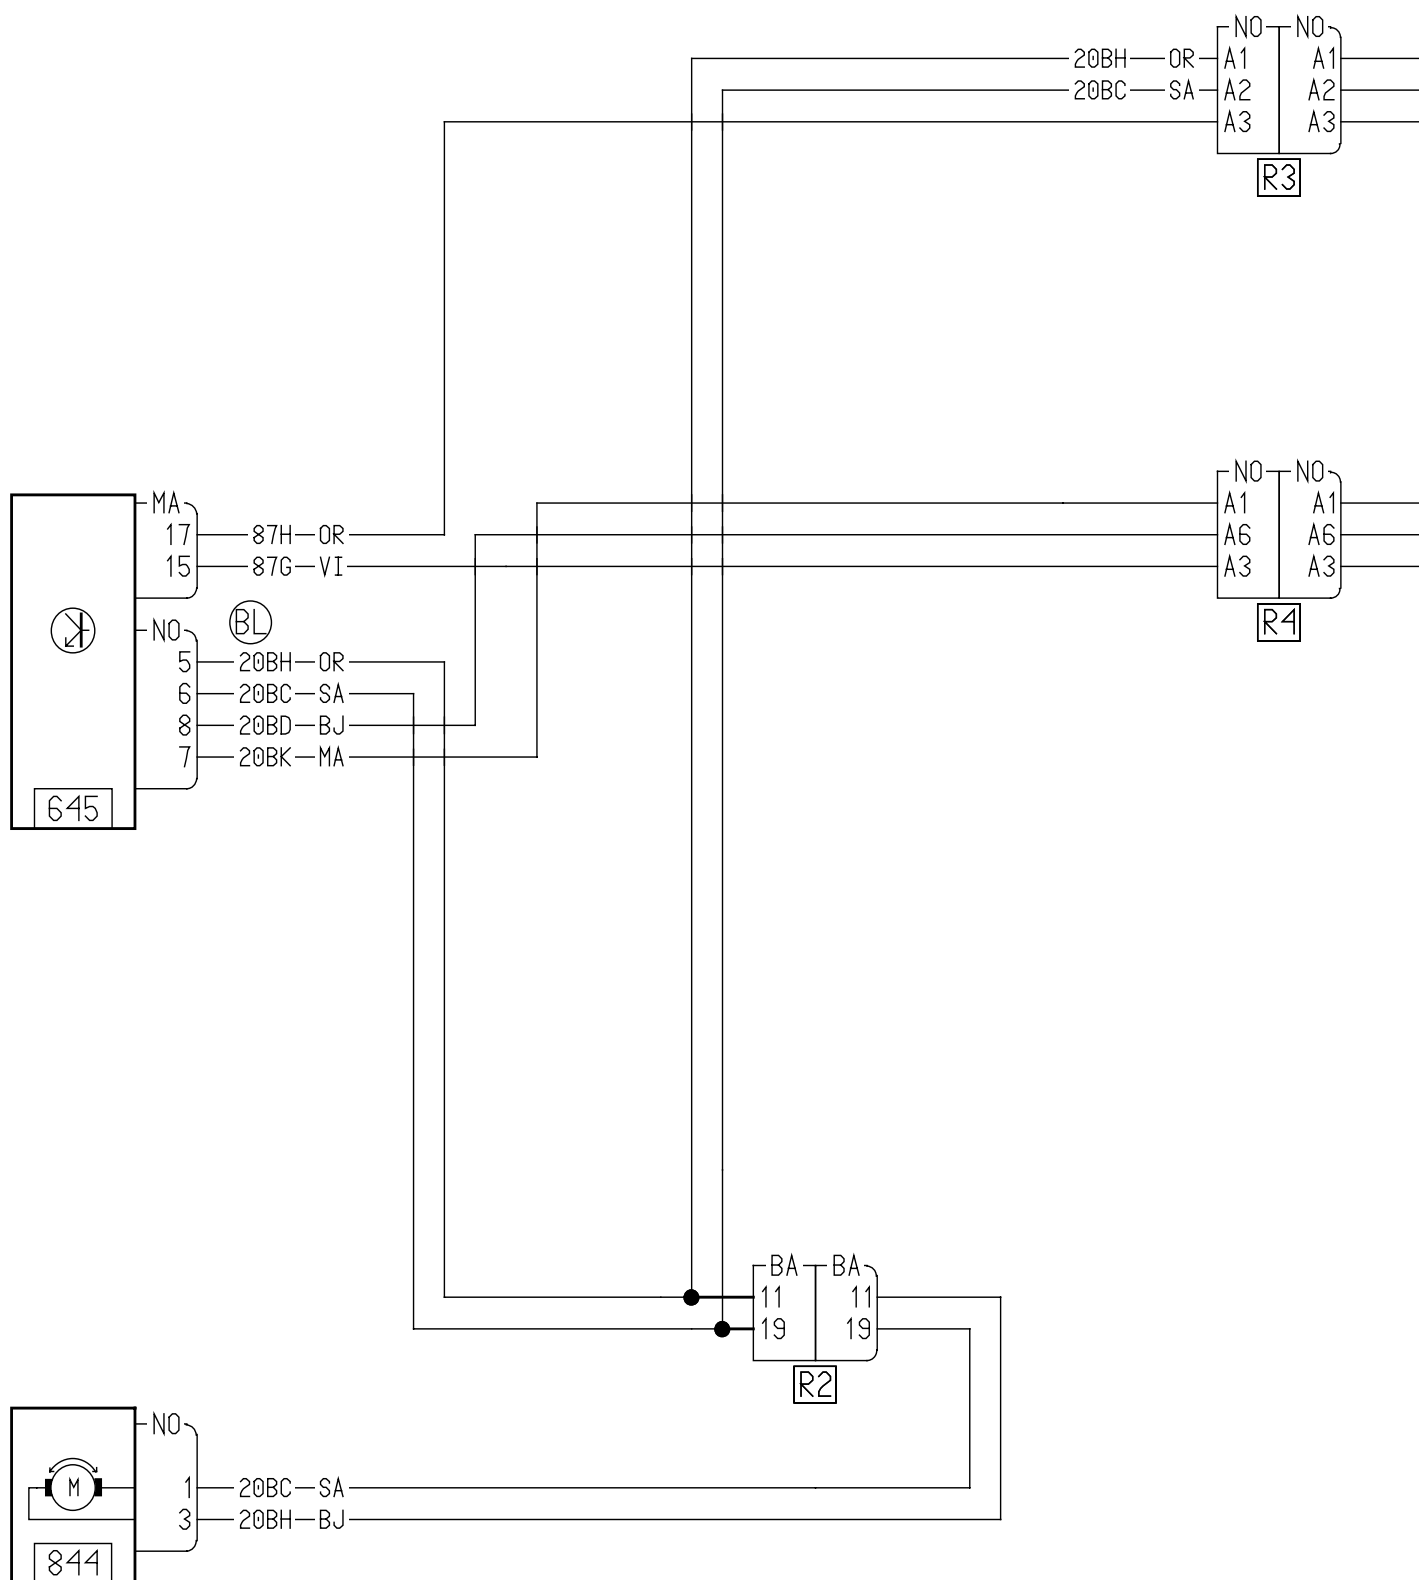 NO NO
20BH OR A1 A1
20BC SA A2 A2
A3 A3
R3
NO NO
MA A1 A1
17 87H OR A6 A6
15 87G VI A3 A3
R4
BL
NO
5 20BH OR
6 20BC SA
8 20BD BJ
7 20BK MA
645
BA BA
11 11
19 19
R2
NO
M 1 20BC SA
3 20BH BJ
844